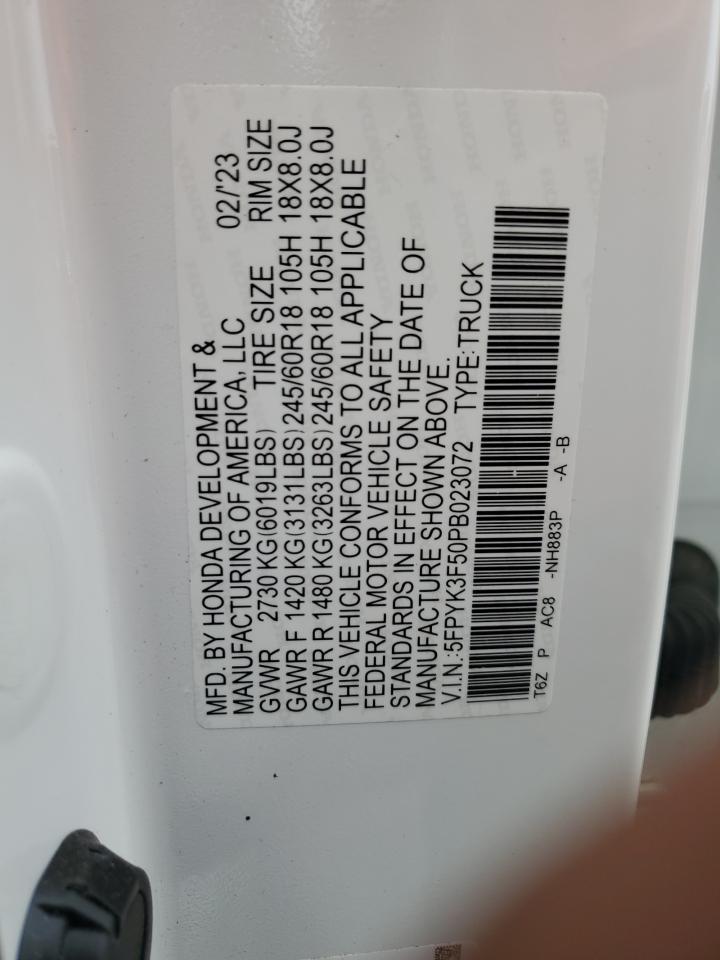 MFD. BY HONDA DEVELOPMENT &
MANUFACTURING OF AMERICA, LLC 02/'23
GVWR 2730 KG(6019LBS) TIRE SIZE RIM SIZE
GAWR F 1420 KG(3131LBS) 245/60R18 105H 18X8.0J
GAWR R 1480 KG(3263LBS) 245/60R18 105H 18X8.0J
THIS VEHICLE CONFORMS TO ALL APPLICABLE
FEDERAL MOTOR VEHICLE SAFETY
STANDARDS IN EFFECT ON THE DATE OF
MANUFACTURE SHOWN ABOVE.
V.I.N.:5FPYK3F50PB023072 TYPE:TRUCK
T6Z P AC8 -NH883P -A -B